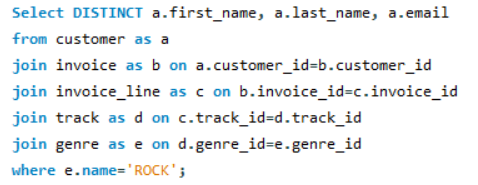 Select DISTINCT a.first_name, a.last_name, a.email
from customer as a
join invoice as b on a.customer_id=b.customer_id
join invoice_line as c on b.invoice_id=c.invoice_id
join track as d on c.track_id=d.track_id
join genre as e on d.genre_id=e.genre_id
where e.name='ROCK';